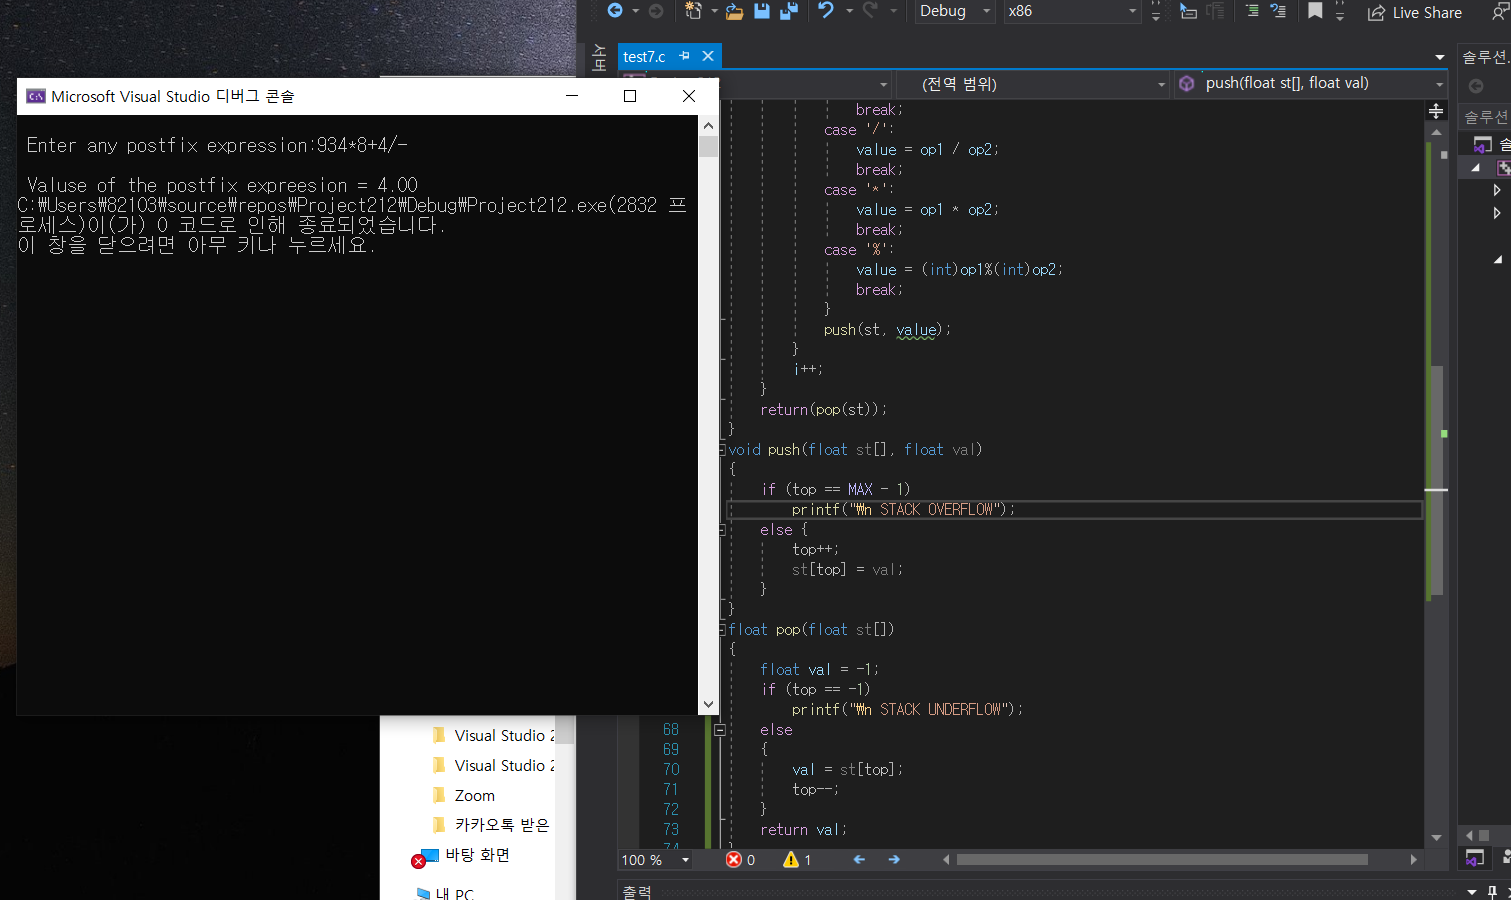 Debug
x86
Live Share
test7.c
솔루션.
(전역 범위)
push(float st[], float val)
솔루션
Microsoft Visual Studio 디버그 콘솔
Enter any postfix expression:934*8+4/-
Valuse of the postfix expreesion = 4.00
C:₩Users₩82103₩source₩repos₩Project212₩Debug₩Project212.exe(2832 프
로세스)이(가) 0 코드로 인해 종료되었습니다.
이 창을 닫으려면 아무 키나 누르세요.
break;
case '/':
value = op1 / op2;
break;
case '*':
value = op1 * op2;
break;
case '%':
value = (int)op1%(int)op2;
break;
}
push(st, value);
}
i++;
}
return(pop(st));
}
void push(float st[], float val)
{
if (top == MAX - 1)
printf("₩n STACK OVERFLOW");
else {
top++;
st[top] = val;
}
}
float pop(float st[])
{
float val = -1;
if (top == -1)
printf("₩n STACK UNDERFLOW");
68 else
69 {
70 val = st[top];
71 top--;
72 }
73 return val;
74 }
Visual Studio 2
Visual Studio 2
Zoom
카카오톡 받은
바탕 화면
내 PC
100 %
0
1
출력